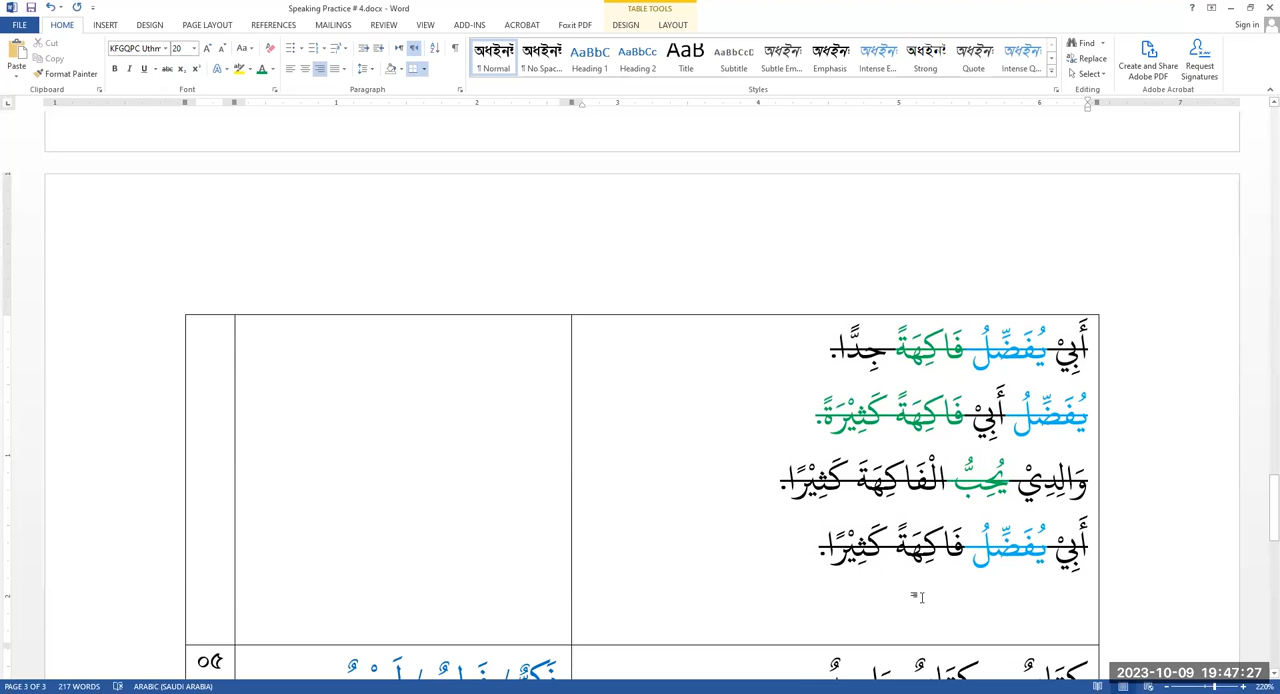 Speaking Practice # 4.docx - Word
TABLE TOOLS
Sign in
FILE HOME INSERT DESIGN PAGE LAYOUT REFERENCES MAILINGS REVIEW VIEW ADD-INS ACROBAT Foxit PDF DESIGN LAYOUT
Paste
Cut
Copy
Format Painter
Clipboard
KFGQPC Uthm 20
Font
Paragraph
¶ Normal
¶ No Spac...
Heading 1
Heading 2
Title
Subtitle
Subtle Em...
Emphasis
Intense E...
Strong
Quote
Intense Q...
Styles
Find
Replace
Select
Editing
Create and Share
Adobe PDF
Request
Signatures
Adobe Acrobat
أَبِيْ يُفَضِّلُ فَاكِهَةً جِدًّا.
يُفَضِّلُ أَبِيْ فَاكِهَةً كَثِيْرَةً.
وَالِدِيْ يُحِبُّ الْفَاكِهَةَ كَثِيْرًا.
أَبِيْ يُفَضِّلُ فَاكِهَةً كَثِيْرًا.
2023-10-09 19:47:27
PAGE 3 OF 3 217 WORDS ARABIC (SAUDI ARABIA) 220%